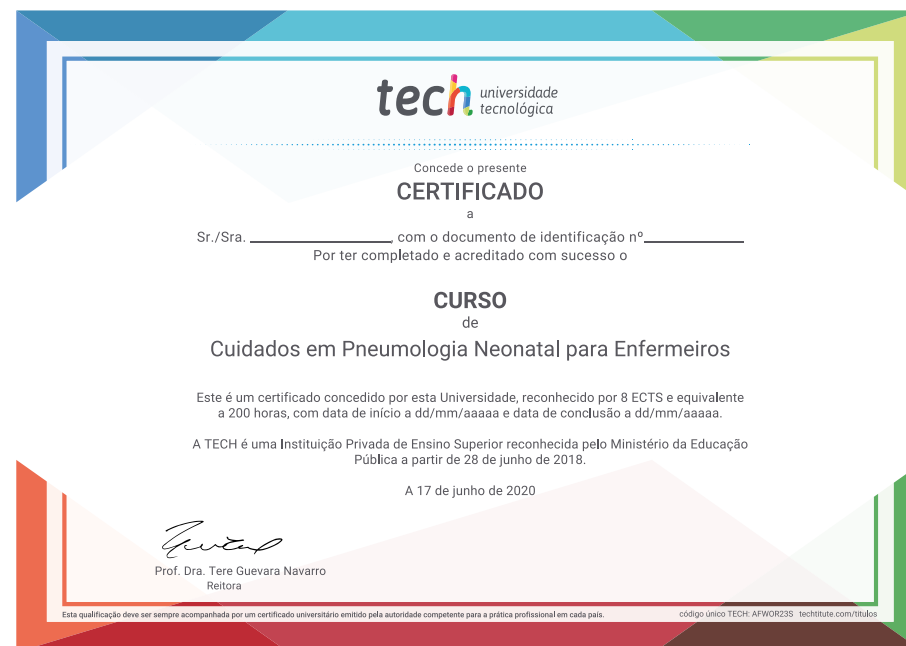 tech universidade
tecnológica
Concede o presente
CERTIFICADO
a
Sr./Sra. ____________, com o documento de identificação nº____________
Por ter completado e acreditado com sucesso o
CURSO
de
Cuidados em Pneumologia Neonatal para Enfermeiros
Este é um certificado concedido por esta Universidade, reconhecido por 8 ECTS e equivalente
a 200 horas, com data de início a dd/mm/aaaaa e data de conclusão a dd/mm/aaaaa.
A TECH é uma Instituição Privada de Ensino Superior reconhecida pelo Ministério da Educação
Pública a partir de 28 de junho de 2018.
A 17 de junho de 2020
Prof. Dra. Tere Guevara Navarro
Reitora
Esta qualificação deve ser sempre acompanhada por um certificado universitário emitido pela autoridade competente para a prática profissional em cada país.
código único TECH: AFWOR23S techtitute.com/titulos